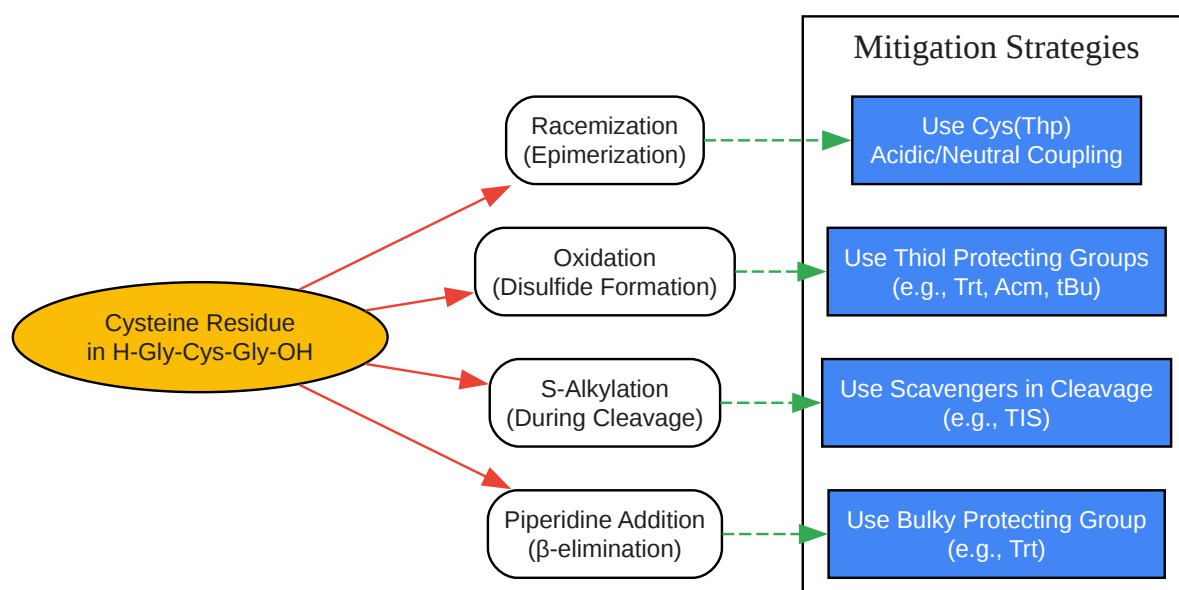 Mitigation Strategies
Cysteine Residue
in H-Gly-Cys-Gly-OH
Racemization
(Epimerization)
Use Cys(Thp)
Acidic/Neutral Coupling
Oxidation
(Disulfide Formation)
Use Thiol Protecting Groups
(e.g., Trt, Acm, tBu)
S-Alkylation
(During Cleavage)
Use Scavengers in Cleavage
(e.g., TIS)
Piperidine Addition
(β-elimination)
Use Bulky Protecting Group
(e.g., Trt)